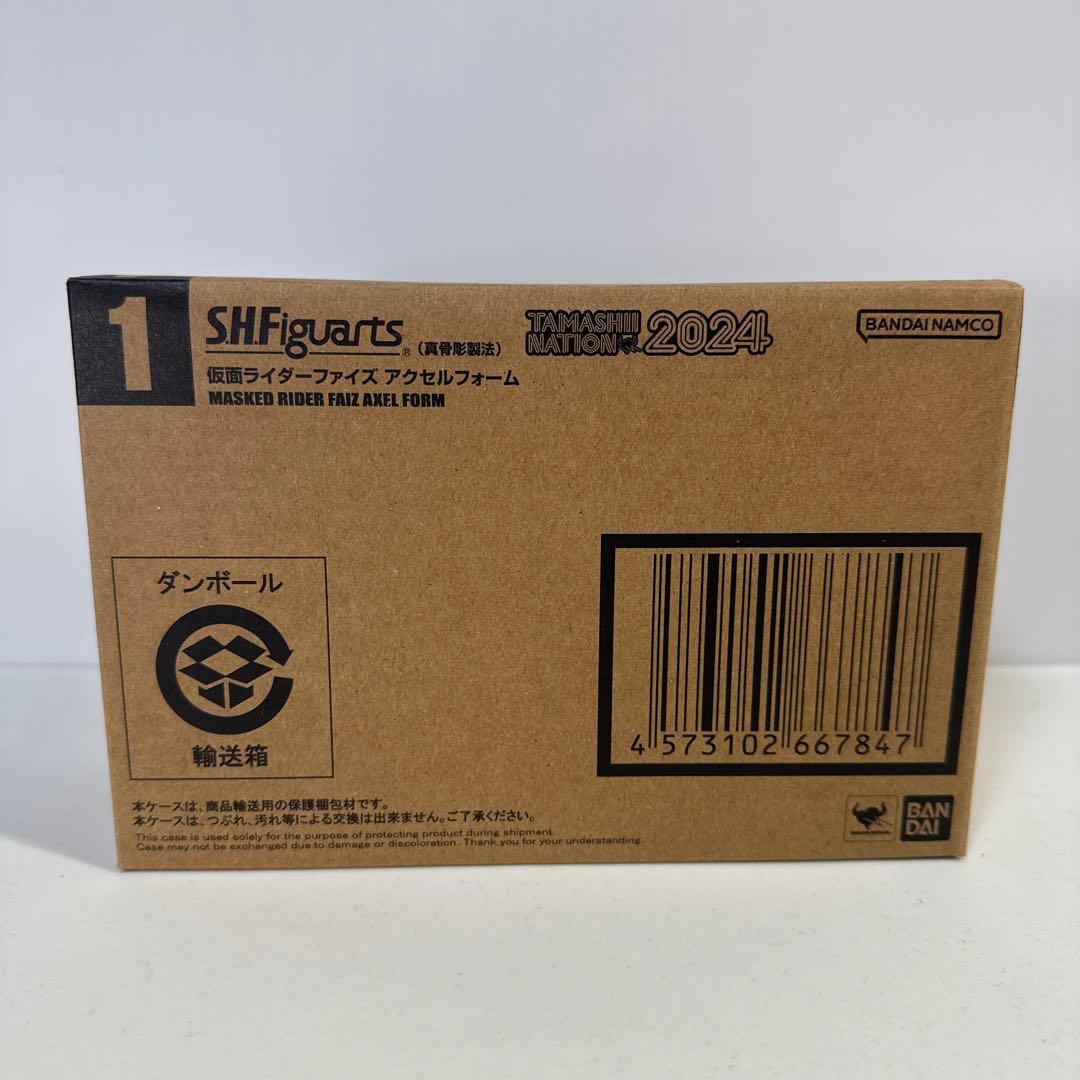 1
S.H.Figuarts® (真骨彫製法)
仮面ライダーファイズ アクセルフォーム
MASKED RIDER FAIZ AXEL FORM
TAMASHII
NATION 2024
BANDAI NAMCO
ダンボール
輸送箱
4 573102 667847
本ケースは、商品輸送用の保護梱包材です。
本ケースは、つぶれ、汚れ等による交換は出来ません。ご了承ください。
This case is used solely for the purpose of protecting product during shipment.
Case may not be exchanged due to damage or discoloration. Thank you for your understanding.
BAN
DAI